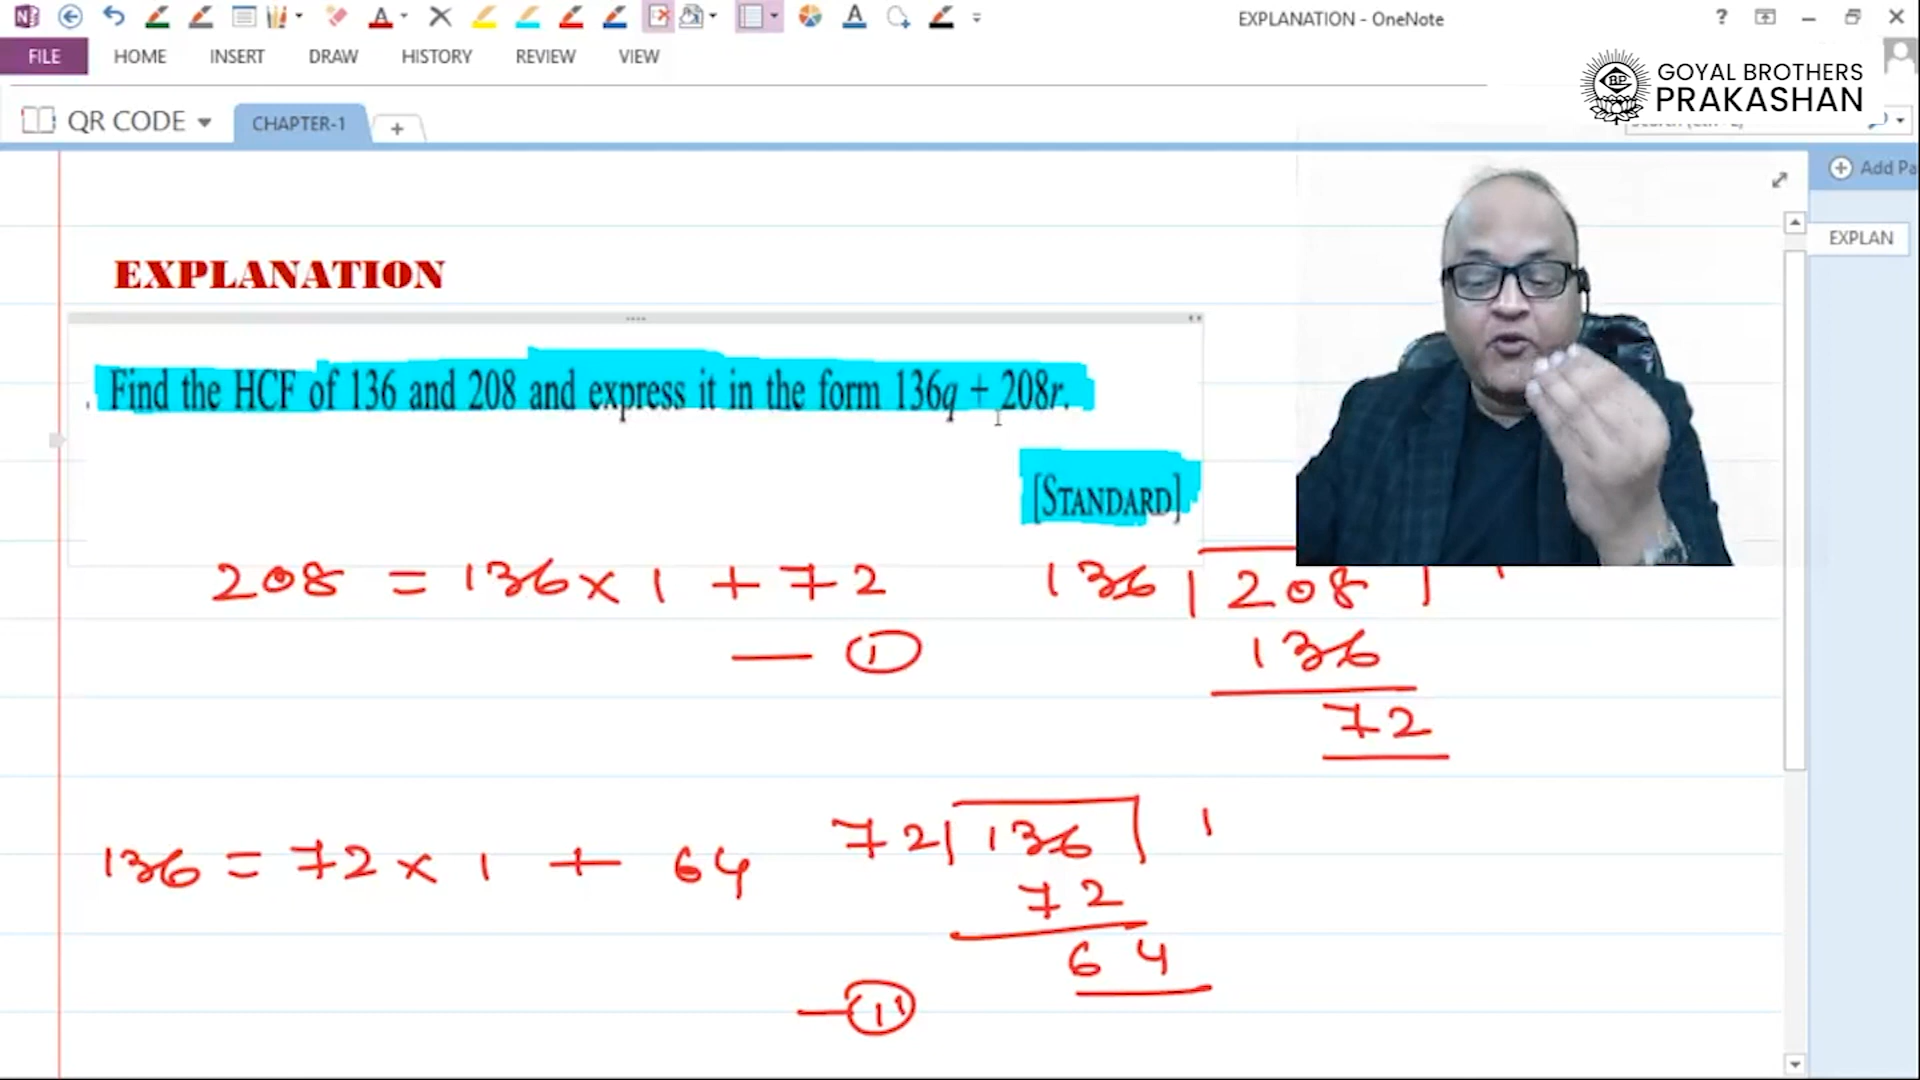 EXPLANATION - OneNote
?
FILE HOME INSERT DRAW HISTORY REVIEW VIEW
GOYAL BROTHERS
PRAKASHAN
BP
QR CODE CHAPTER-1 +
Add Pa
EXPLAN
EXPLANATION
Find the HCF of 136 and 208 and express it in the form 136q + 208r.
[STANDARD]
208 = 136 × 1 + 72
— (1)
136 | 208 | 1
136
72
136 = 72 × 1 + 64
— (11)
72 | 136 | 1
72
64